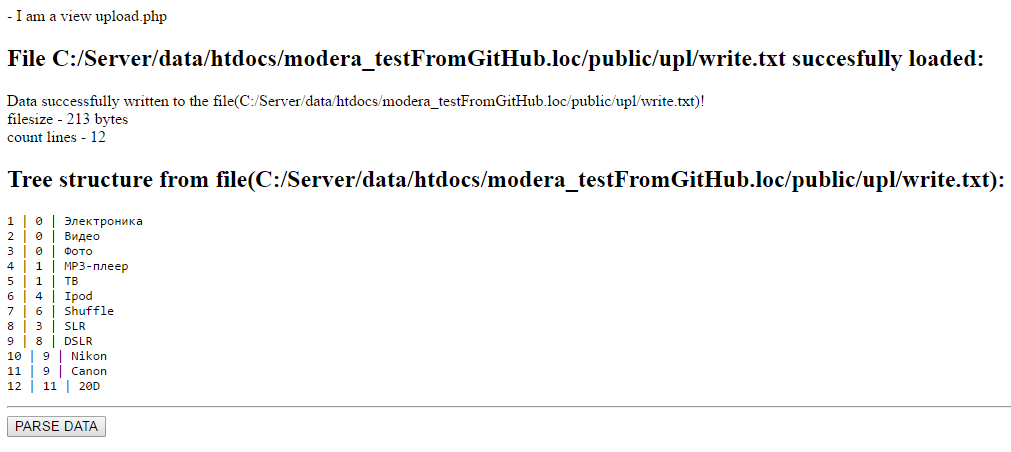 - I am a view upload.php
File C:/Server/data/htdocs/modera_testFromGitHub.loc/public/upl/write.txt succesfully loaded:
Data successfully written to the file(C:/Server/data/htdocs/modera_testFromGitHub.loc/public/upl/write.txt)!
filesize - 213 bytes
count lines - 12
Tree structure from file(C:/Server/data/htdocs/modera_testFromGitHub.loc/public/upl/write.txt):
1 | 0 | Электроника
2 | 0 | Видео
3 | 0 | Фото
4 | 1 | MP3-плеер
5 | 1 | ТВ
6 | 4 | Ipod
7 | 6 | Shuffle
8 | 3 | SLR
9 | 8 | DSLR
10 | 9 | Nikon
11 | 9 | Canon
12 | 11 | 20D
PARSE DATA